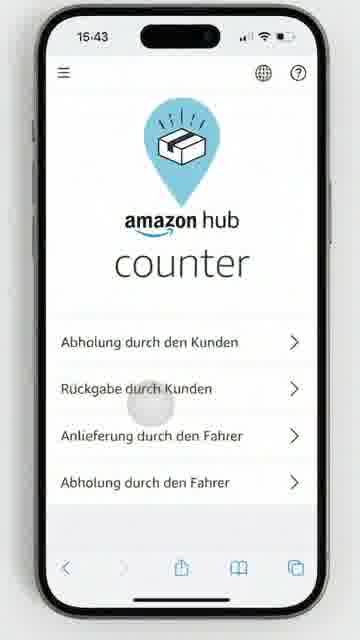 15:43
amazon hub
counter
Abholung durch den Kunden
Rückgabe durch Kunden
Anlieferung durch den Fahrer
Abholung durch den Fahrer